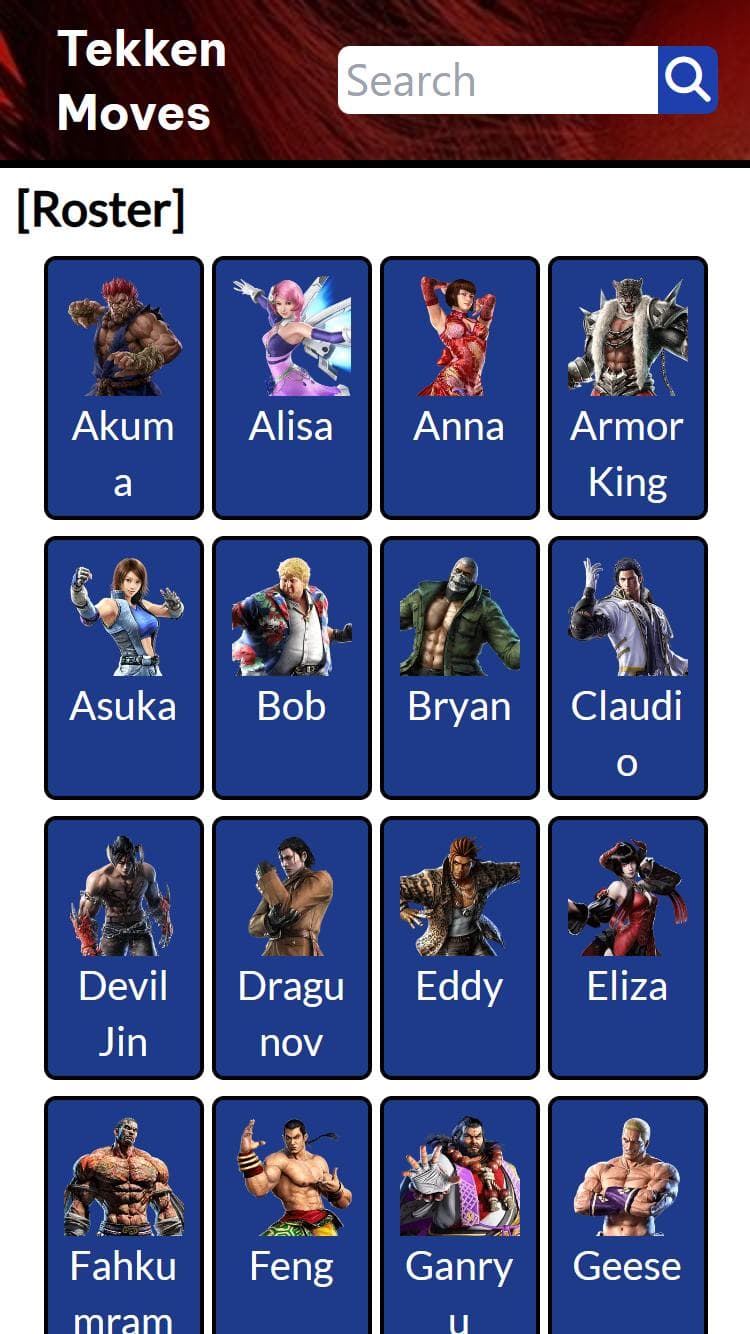 Tekken
Moves
Search
[Roster]
Akum
a
Alisa
Anna
Armor
King
Asuka
Bob
Bryan
Claudi
o
Devil
Jin
Dragu
nov
Eddy
Eliza
Fahku
mram
Feng
Ganry
u
Geese